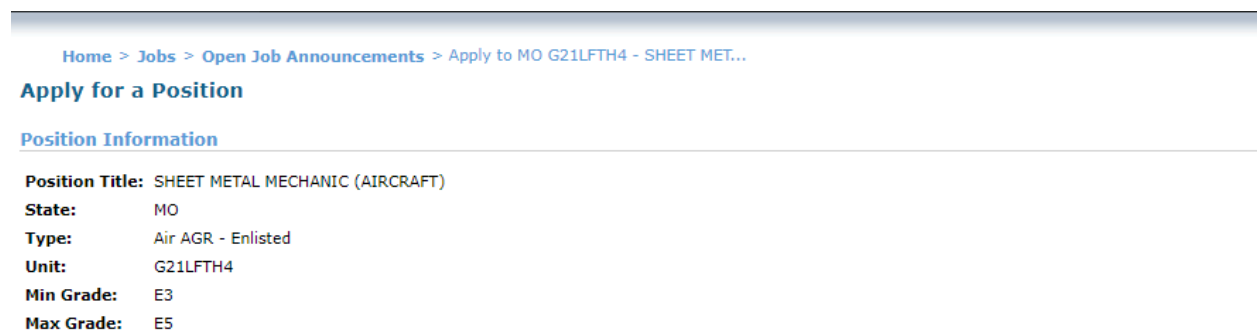 Home > Jobs > Open Job Announcements > Apply to MO G21LFTH4 - SHEET MET...
Apply for a Position
Position Information
Position Title: SHEET METAL MECHANIC (AIRCRAFT)
State: MO
Type: Air AGR - Enlisted
Unit: G21LFTH4
Min Grade: E3
Max Grade: E5